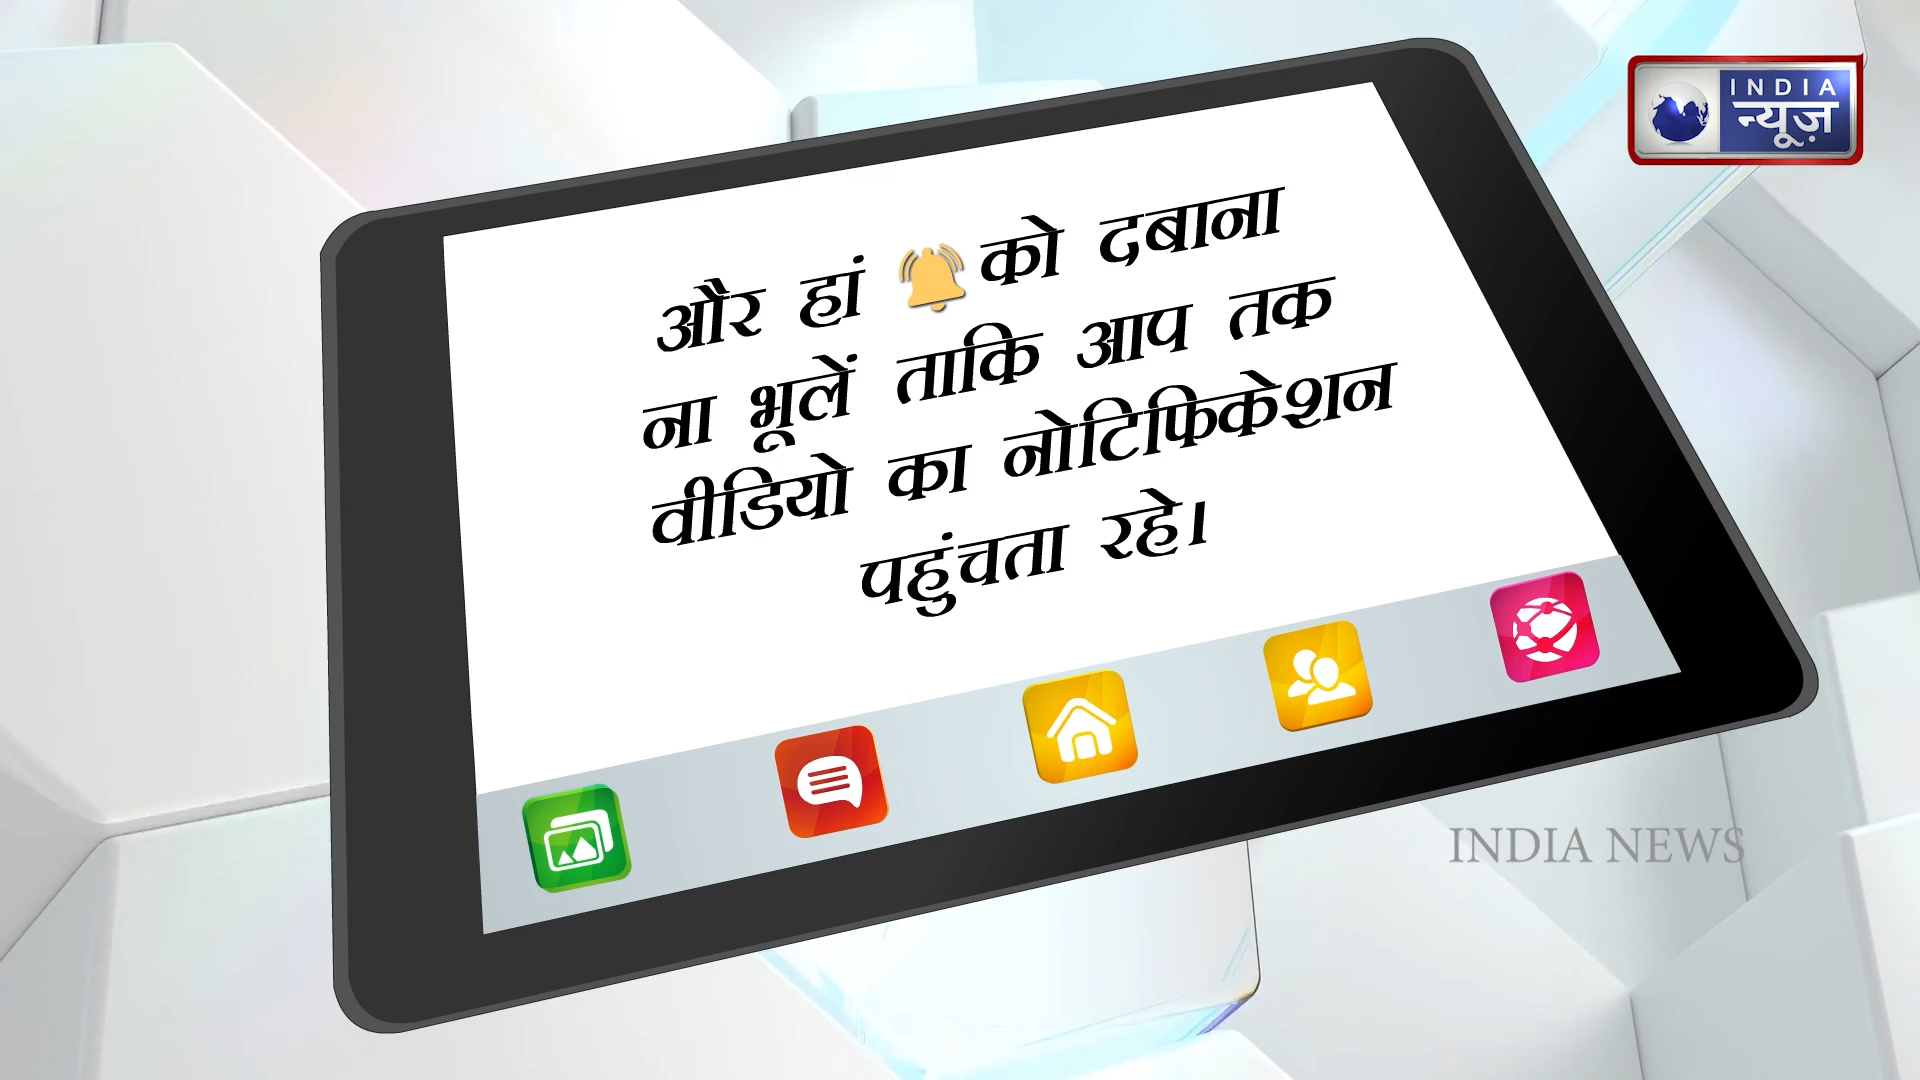 INDIA
न्यूज़
और हां 🔔 को दबाना
ना भूलें ताकि आप तक
वीडियो का नोटिफिकेशन
पहुंचता रहे।
INDIA NEWS